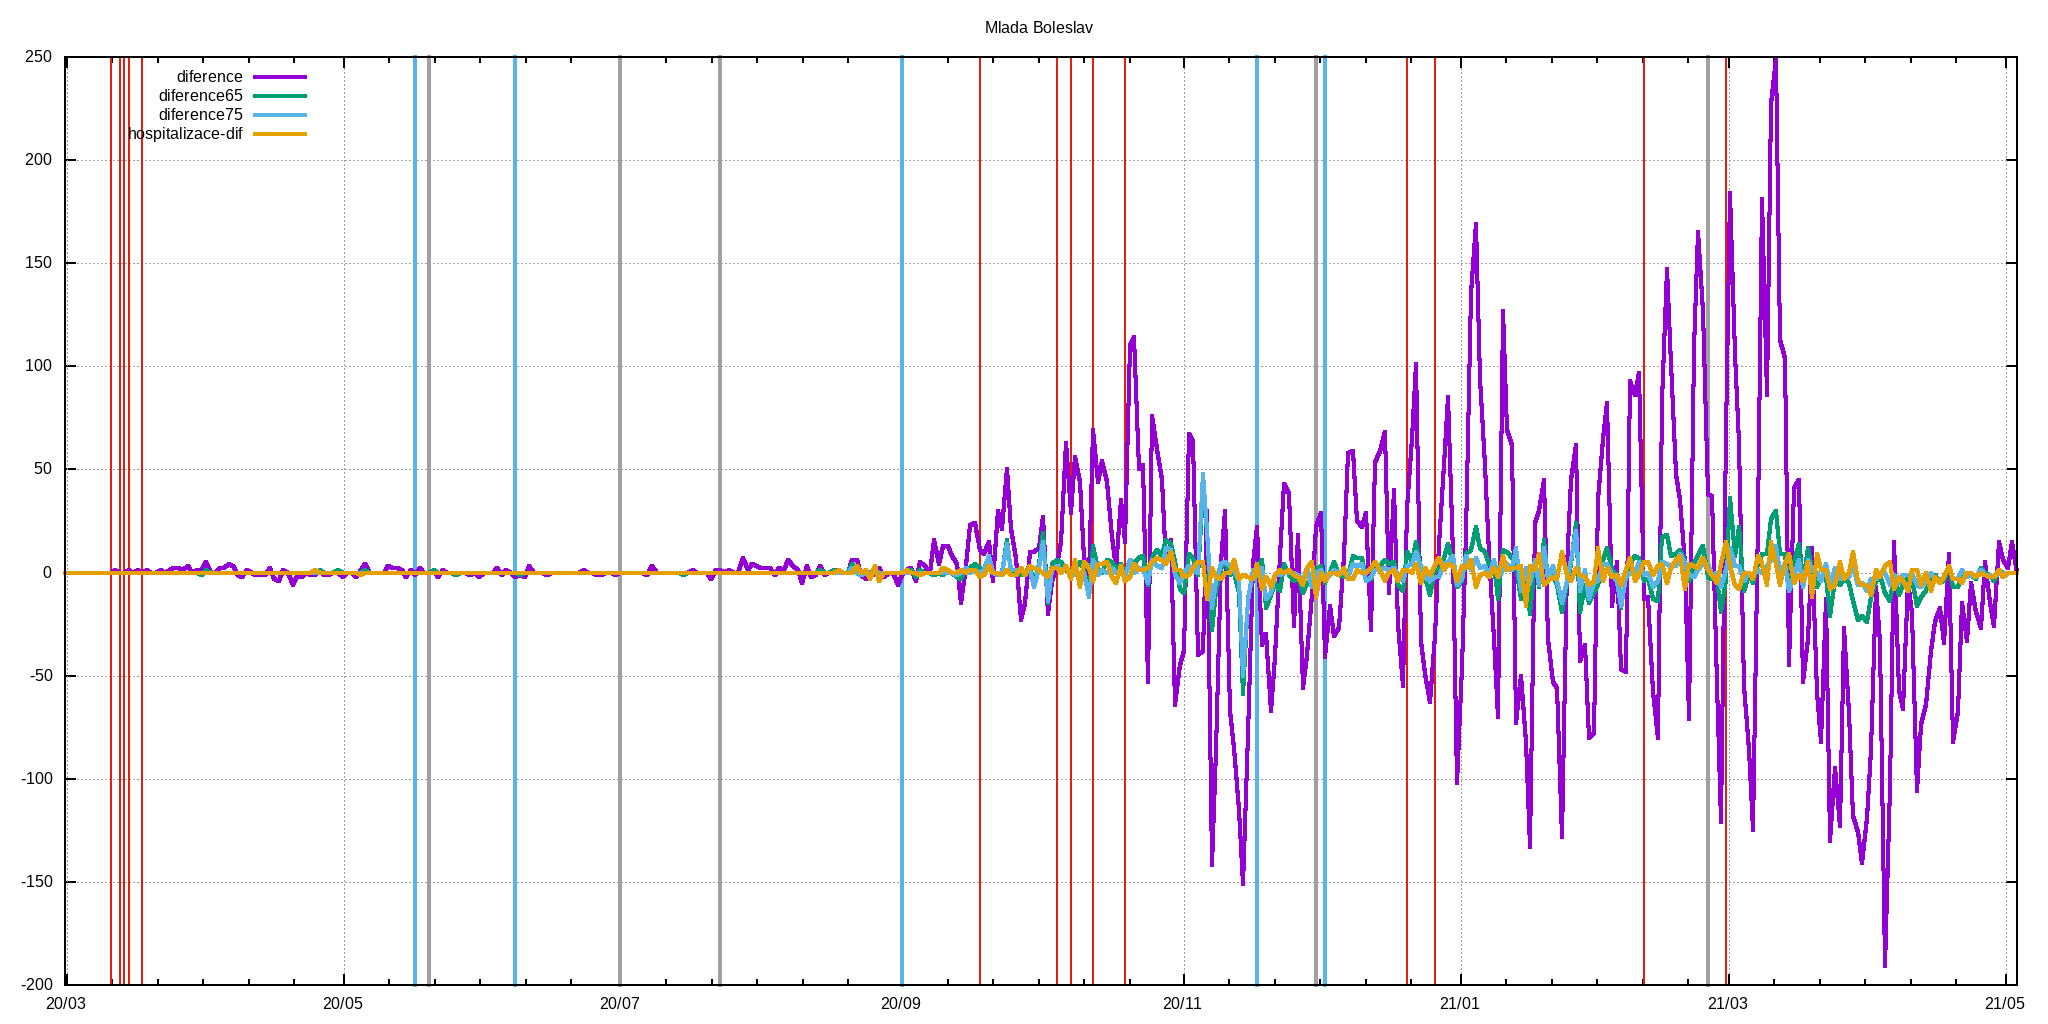 Mlada Boleslav
250
diference
diference65
diference75
hospitalizace-dif
200
150
100
50
0
-50
-100
-150
-200
20/03 20/05 20/07 20/09 20/11 21/01 21/03 21/05